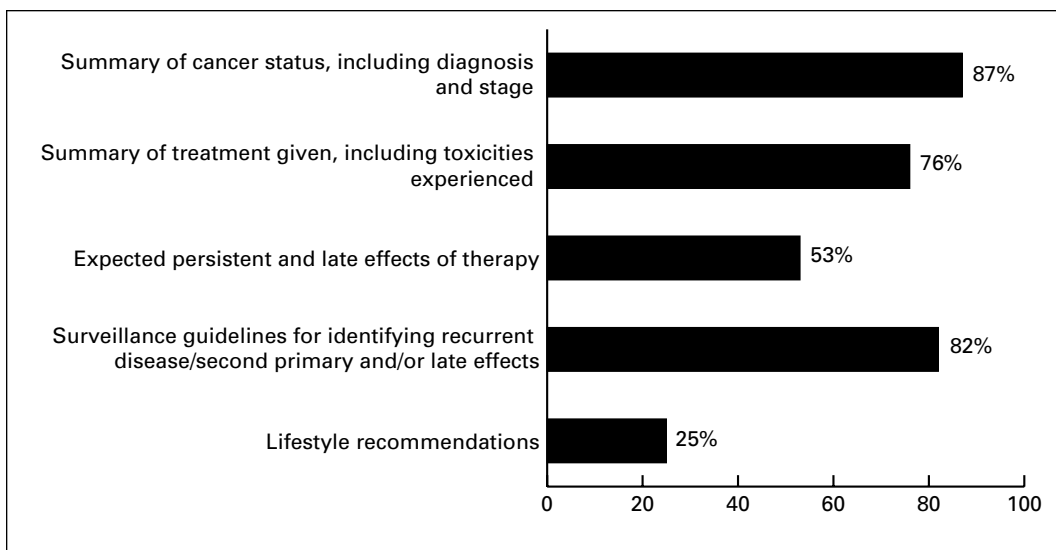 Summary of cancer status, including diagnosis
and stage
87%
Summary of treatment given, including toxicities
experienced
76%
Expected persistent and late effects of therapy
53%
Surveillance guidelines for identifying recurrent
disease/second primary and/or late effects
82%
Lifestyle recommendations
25%
0 20 40 60 80 100